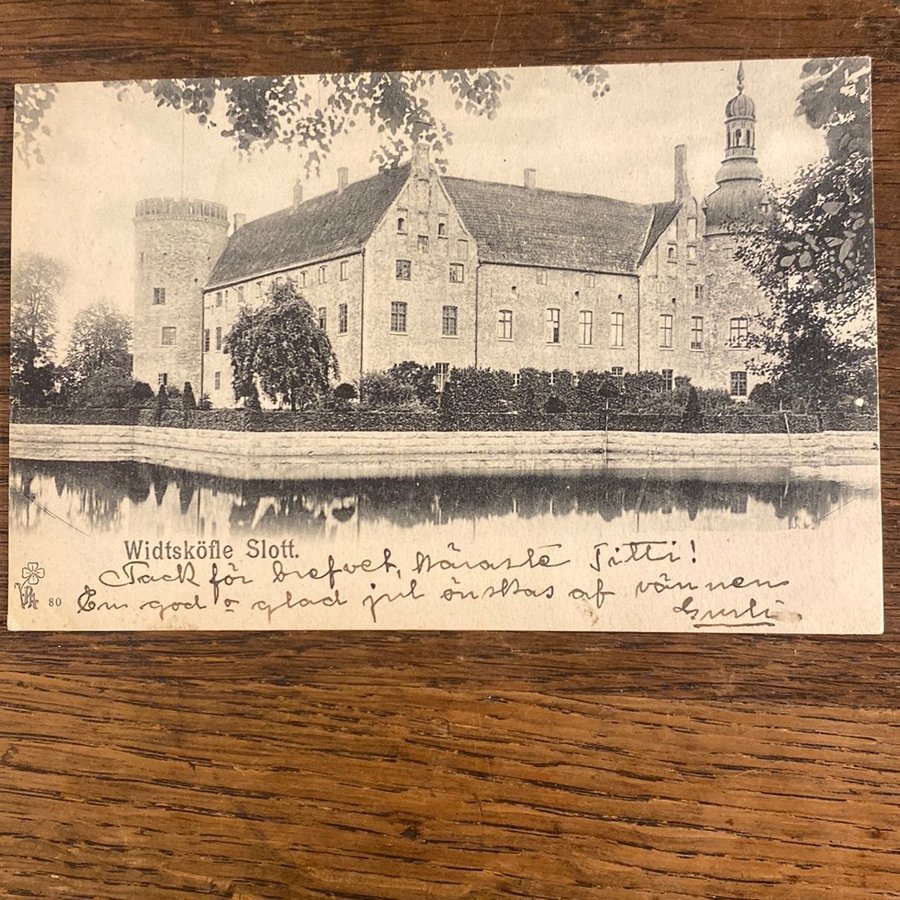 Widtsköfle Slott.
Tack för brefvet, Käraste Titti!
80
En god o glad jul önskas af vännen
Gurli